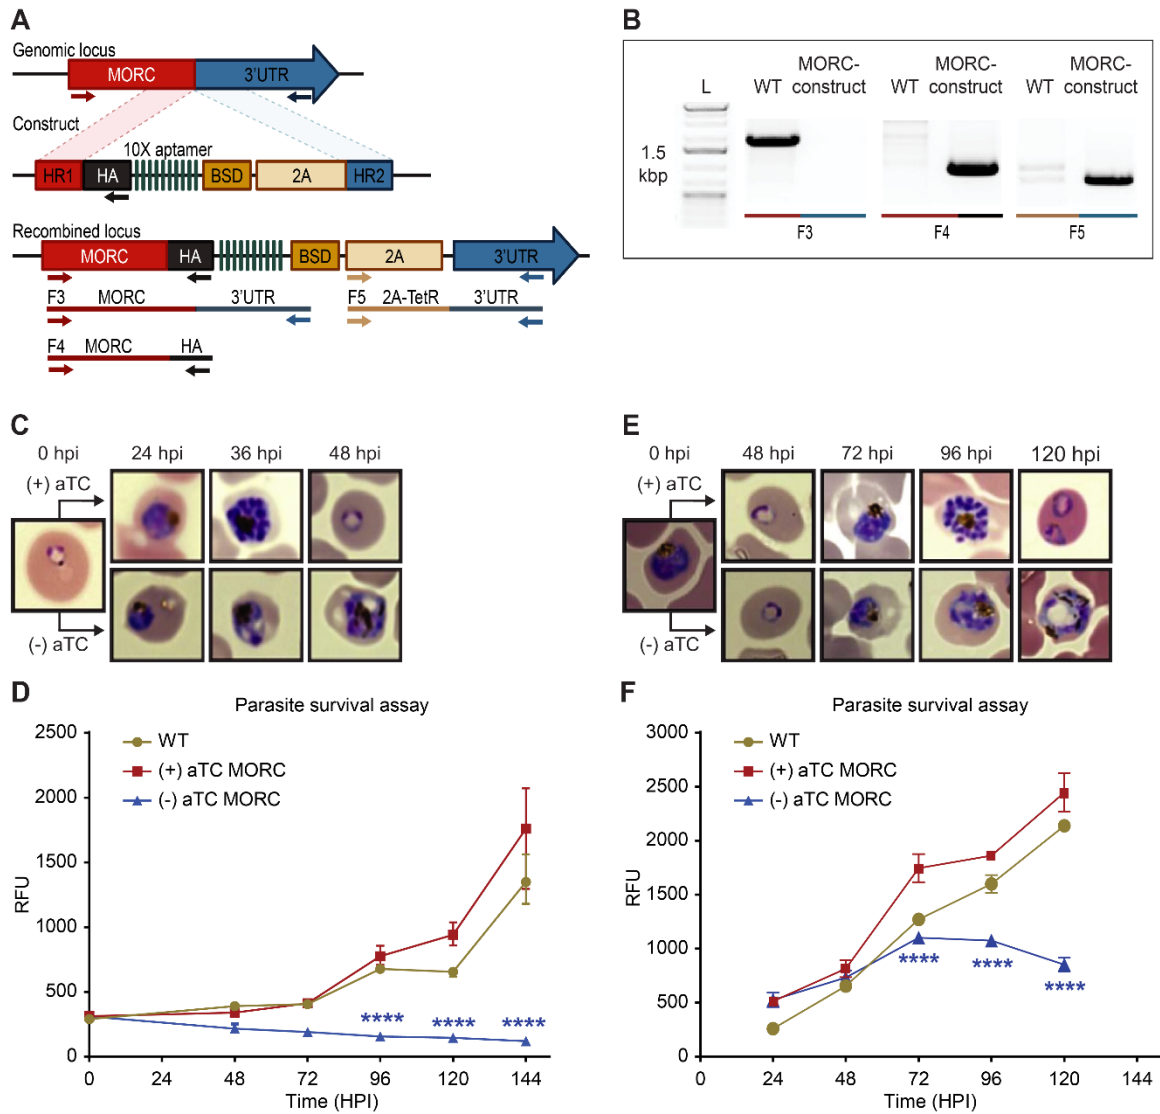 A
Genomic locus
MORC
3'UTR
Construct
10X aptamer
HR1
HA
BSD
2A
HR2
Recombined locus
MORC
HA
BSD
2A
3'UTR
F3 MORC 3'UTR
F5 2A-TetR 3'UTR
F4 MORC HA
B
L
WT
MORC-
construct
WT
MORC-
construct
WT
MORC-
construct
1.5
kbp
F3
F4
F5
C
0 hpi
24 hpi
36 hpi
48 hpi
(+) aTC
(-) aTC
E
0 hpi
48 hpi
72 hpi
96 hpi
120 hpi
(+) aTC
(-) aTC
D
Parasite survival assay
2500
2000
1500
1000
500
0
RFU
WT
(+) aTC MORC
(-) aTC MORC
****
****
****
0 24 48 72 96 120 144
Time (HPI)
F
Parasite survival assay
3000
2500
2000
1500
1000
500
0
RFU
WT
(+) aTC MORC
(-) aTC MORC
****
****
****
0 24 48 72 96 120 144
Time (HPI)